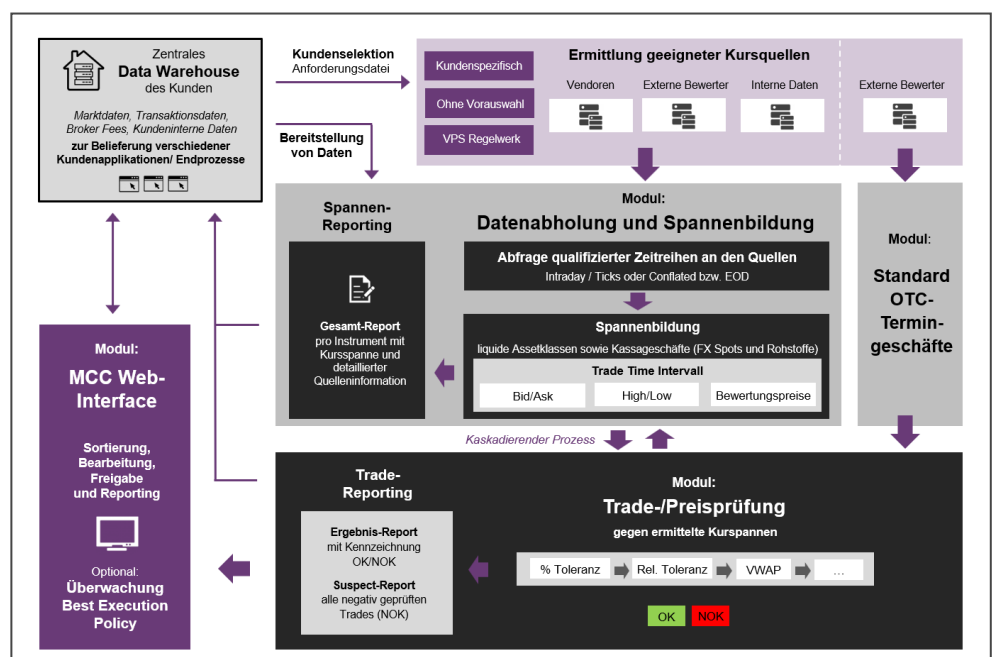 Zentrales
Data Warehouse
des Kunden
Marktdaten, Transaktionsdaten,
Broker Fees, Kundeninterne Daten
zur Belieferung verschiedener
Kundenapplikationen/ Endprozesse
Kundenselektion
Anforderungsdatei
Bereitstellung
von Daten
Ermittlung geeigneter Kursquellen
Kundenspezifisch
Ohne Vorauswahl
VPS Regelwerk
Vendoren
Externe Bewerter
Interne Daten
Externe Bewerter
Spannen-
Reporting
Gesamt-Report
pro Instrument mit
Kursspanne und
detaillierter
Quelleninformation
Modul:
Datenabholung und Spannenbildung
Abfrage qualifizierter Zeitreihen an den Quellen
Intraday / Ticks oder Conflated bzw. EOD
Spannenbildung
liquide Assetklassen sowie Kassageschäfte (FX Spots und Rohstoffe)
Trade Time Intervall
Bid/Ask
High/Low
Bewertungspreise
Modul:
Standard
OTC-
Termin-
geschäfte
Kaskadierender Prozess
Modul:
MCC Web-
Interface
Sortierung,
Bearbeitung,
Freigabe
und Reporting
Optional:
Überwachung
Best Execution
Policy
Trade-
Reporting
Ergebnis-Report
mit Kennzeichnung
OK/NOK
Suspect-Report
alle negativ geprüften
Trades (NOK)
Modul:
Trade-/Preisprüfung
gegen ermittelte Kurspannen
% Toleranz
Rel. Toleranz
VWAP
...
OK
NOK